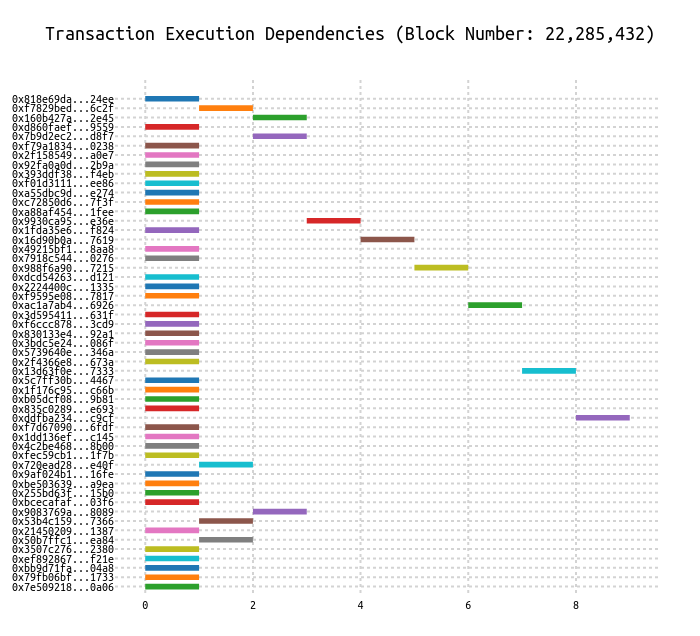 Transaction Execution Dependencies (Block Number: 22,285,432)
0x818e69da...24ee
0xf7829bed...6c2f
0x160b427a...2e45
0xd860faef...9559
0x7b9d2ec2...d8f7
0xf79a1834...0238
0x2f158549...a0e7
0x92fa0a0d...2b9a
0x393ddf38...f4eb
0xf01d3111...ee86
0xa55dbc9d...e274
0xc72850d6...7f3f
0xa88af454...1fee
0x9930ca95...e36e
0x1fda35e6...f824
0x16d90b0a...7619
0x49215bf1...8aa8
0x7918c544...0276
0x988f6a90...7215
0xdcd54263...d121
0x2224400c...1335
0xf9595e08...7817
0xac1a7ab4...6926
0x3d595411...631f
0xf6ccc878...3cd9
0x830133e4...92a1
0x3bdc5e24...086f
0x5739640e...346a
0x2f4366e8...673a
0x13d63f0e...7333
0x5c7ff30b...4467
0x1f176c95...c66b
0xb05dcf08...9b81
0x835c0289...e693
0xddfba234...c9cf
0xf7d67090...6fdf
0x1dd136ef...c145
0x4c2be468...8b00
0xfec59cb1...1f7b
0x720ead28...e40f
0x9af024b1...16fe
0xbe503639...a9ea
0x255bd63f...15b0
0xbcecafaf...03f6
0x9083769a...8089
0x53b4c159...7366
0x21450209...1387
0x50b7ffc1...ea84
0x3507c276...2380
0xef892867...f21e
0xbb9d71fa...04a8
0x79fb06bf...1733
0x7e509218...0a06
0 2 4 6 8